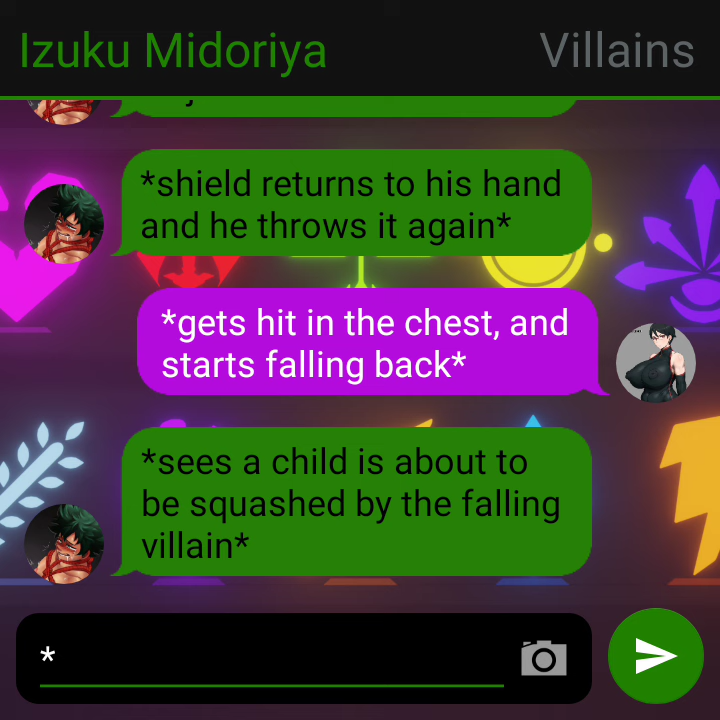 Izuku Midoriya
Villains
*shield returns to his hand
and he throws it again*
*gets hit in the chest, and
starts falling back*
*sees a child is about to
be squashed by the falling
villain*
*